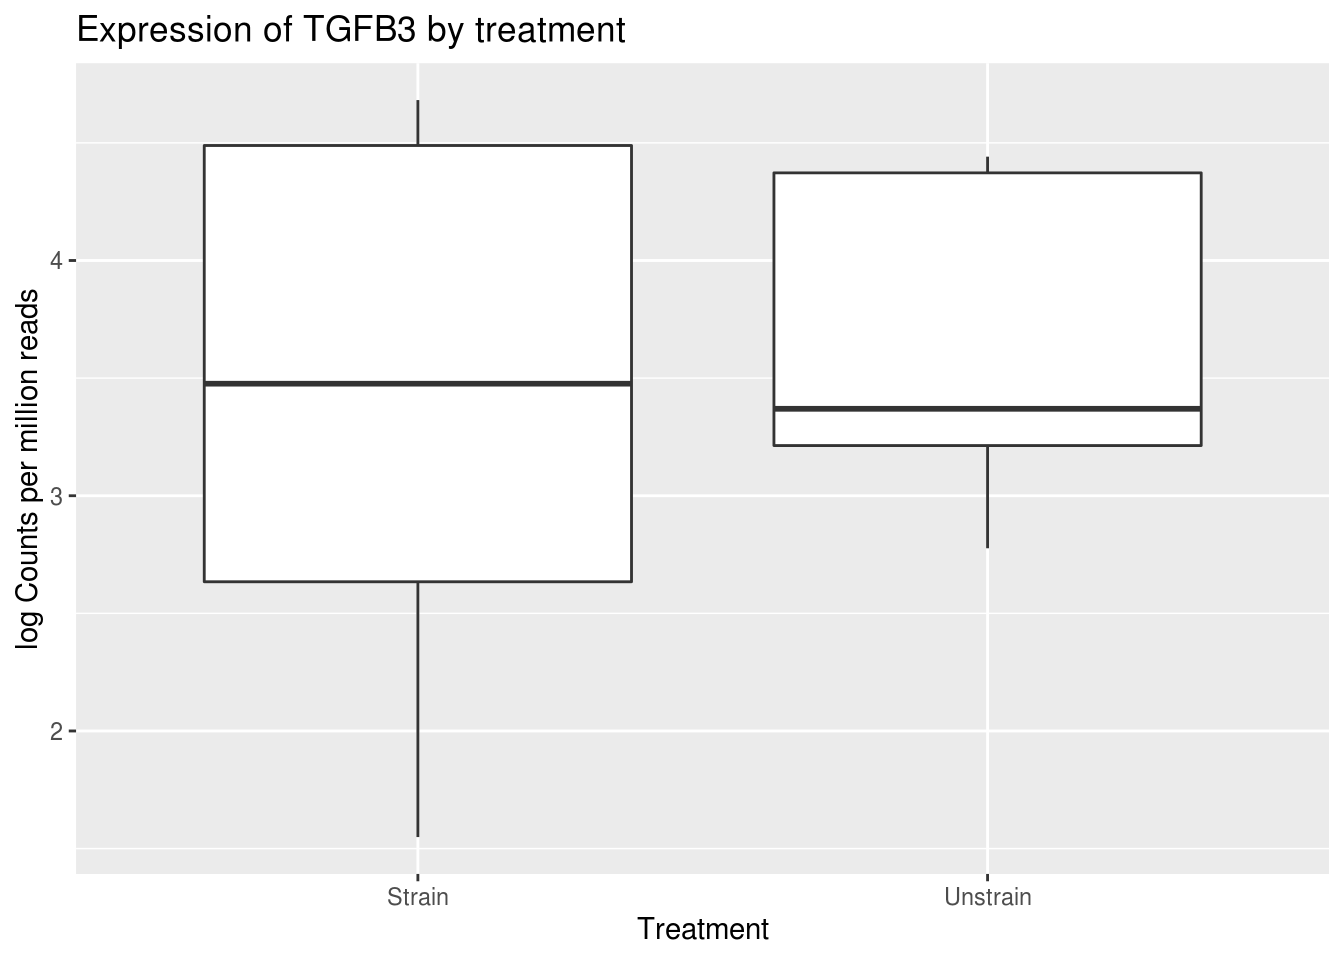 Expression of TGFB3 by treatment
log Counts per million reads
4
3
2
Strain
Unstrain
Treatment